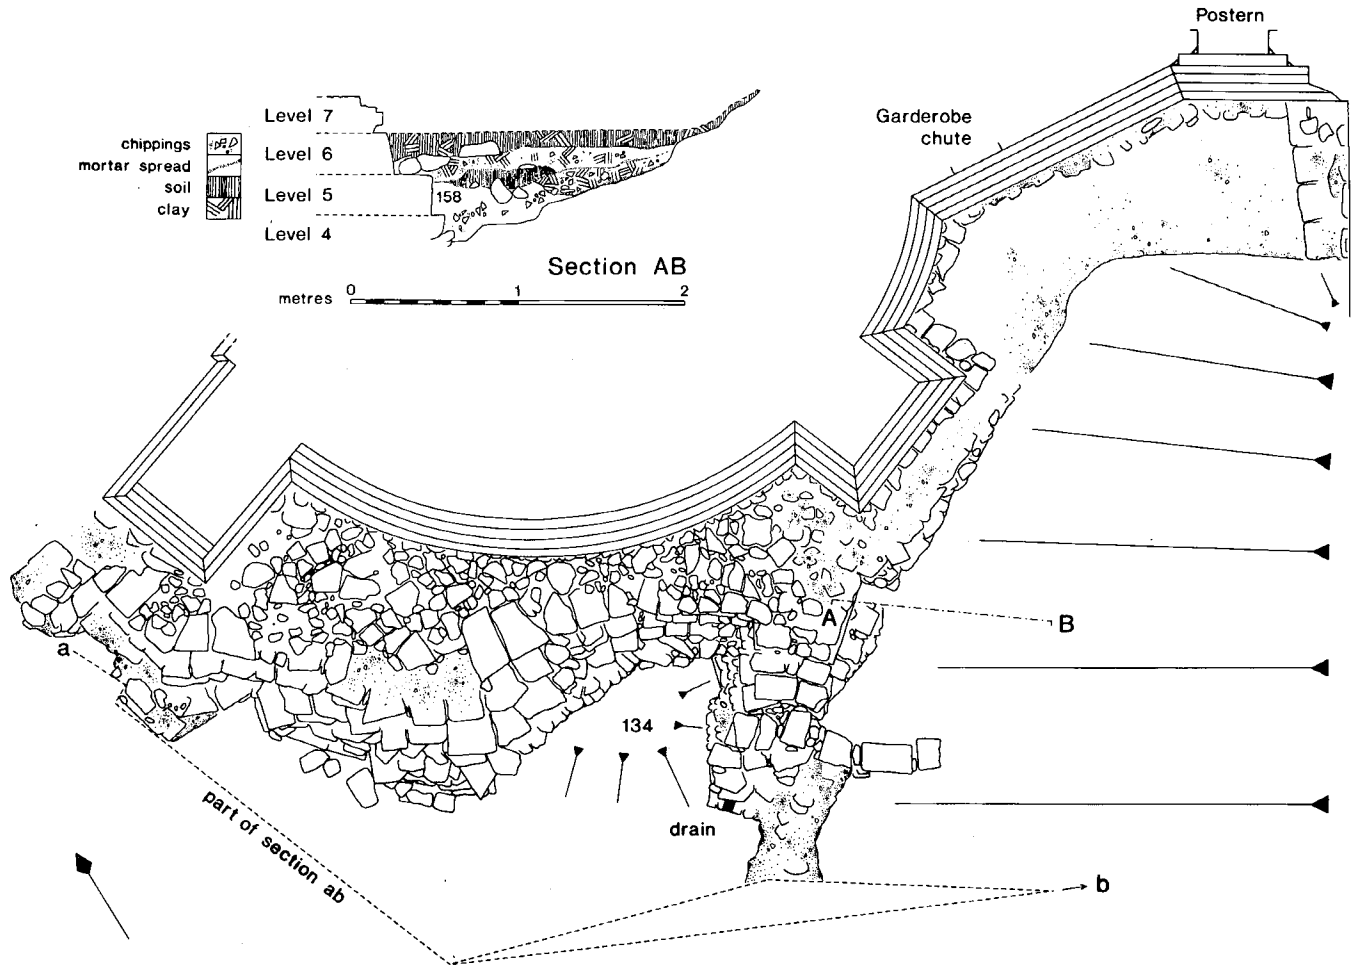 Postern
Garderobe
chute
Level 7
chippings
Level 6
mortar spread
soil
Level 5
158
clay
Level 4
Section AB
metres 0 1 2
A
B
a
134
part of section ab
drain
b